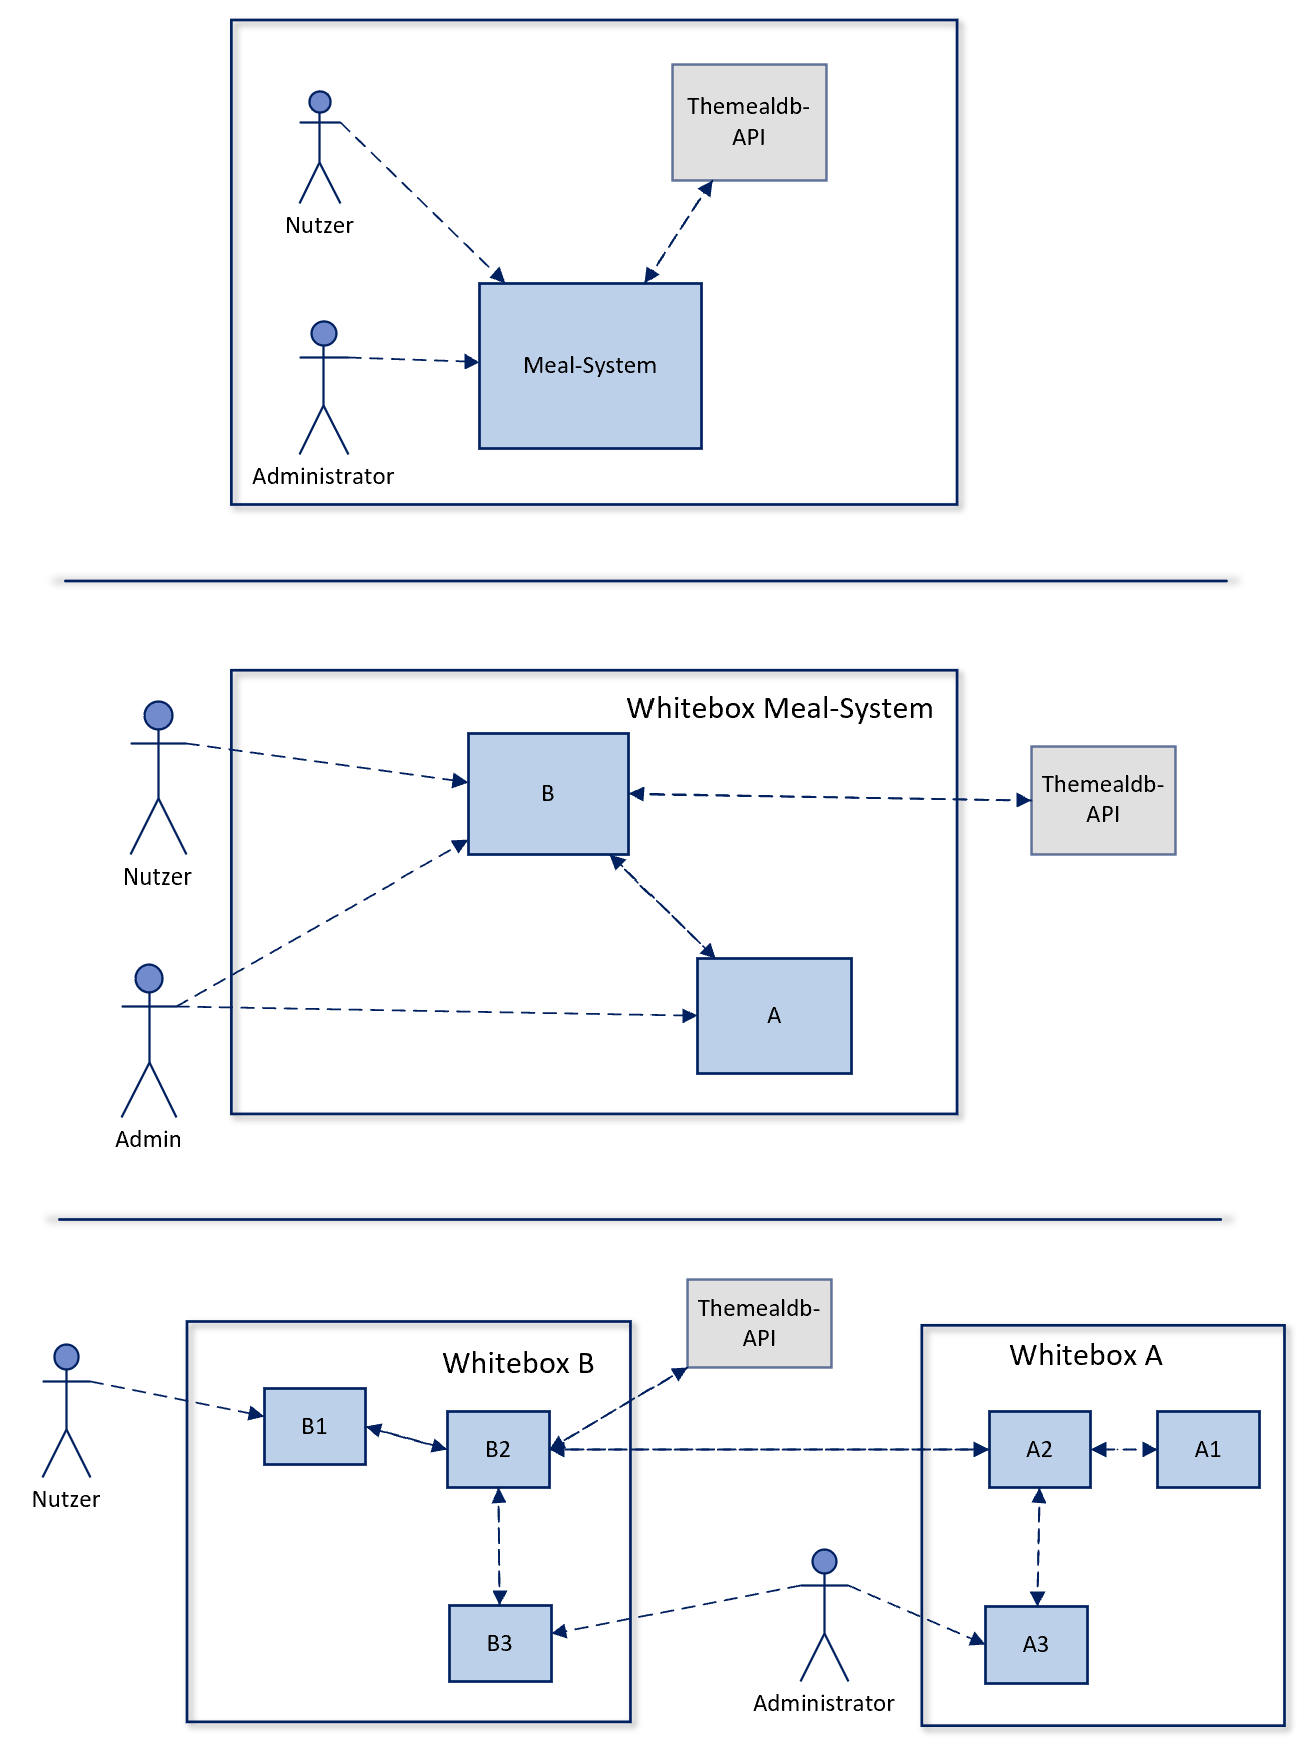 Themealdb-
API
Nutzer
Meal-System
Administrator
Whitebox Meal-System
B
Themealdb-
API
Nutzer
A
Admin
Themealdb-
API
Whitebox B
Whitebox A
B1
B2
A2
A1
Nutzer
B3
A3
Administrator